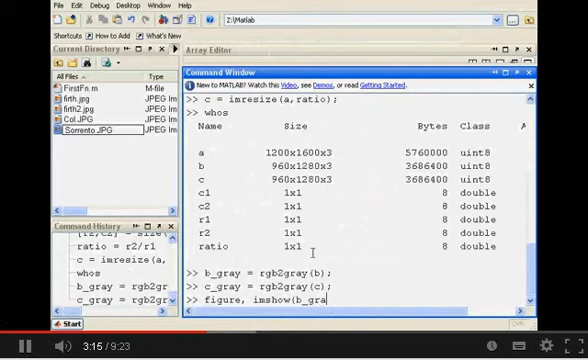 File Edit Debug Desktop Window Help
Z:\Matlab
Shortcuts How to Add What's New
Current Directory Array Editor
Command Window
All Files Type
New to MATLAB? Watch this Video, see Demos, or read Getting Started.
FirstFn.m M-file
firth.jpg JPEG Im
firth2.jpg JPEG Im
Col.JPG JPEG Im
Sorrento.JPG JPEG Im
>> c = imresize(a,ratio);
>> whos
Name Size Bytes Class A
a 1200x1600x3 5760000 uint8
b 960x1280x3 3686400 uint8
c 960x1280x3 3686400 uint8
c1 1x1 8 double
c2 1x1 8 double
r1 1x1 8 double
r2 1x1 8 double
ratio 1x1 8 double
>> b_gray = rgb2gray(b);
>> c_gray = rgb2gray(c);
>> figure, imshow(b_gra
Command History
[r2,c2] = size(
ratio = r2/r1
c = imresize(a,
whos
b_gray = rgb2gr
c_gray = rgb2gr
Start
OVR
3:15 / 9:23